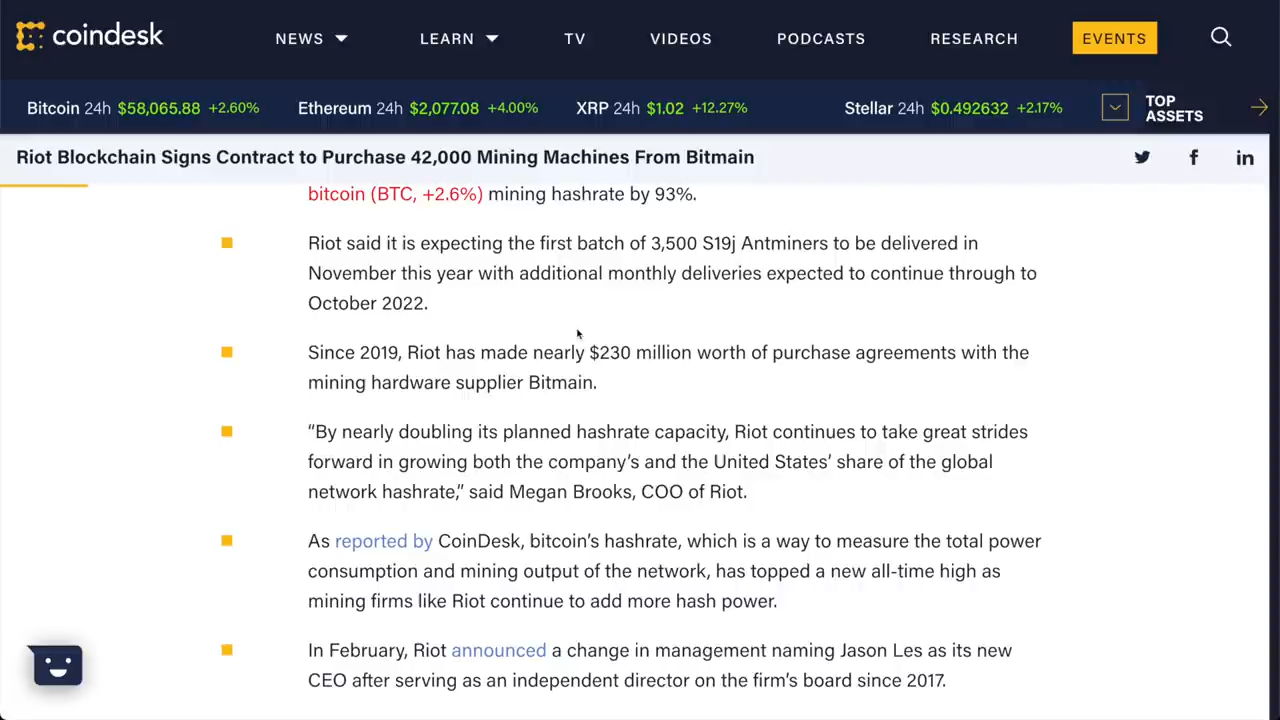 coindesk
NEWS LEARN TV VIDEOS PODCASTS RESEARCH EVENTS
Bitcoin 24h $58,065.88 +2.60% Ethereum 24h $2,077.08 +4.00% XRP 24h $1.02 +12.27% Stellar 24h $0.492632 +2.17% TOP
ASSETS
Riot Blockchain Signs Contract to Purchase 42,000 Mining Machines From Bitmain
bitcoin (BTC, +2.6%) mining hashrate by 93%.
Riot said it is expecting the first batch of 3,500 S19j Antminers to be delivered in
November this year with additional monthly deliveries expected to continue through to
October 2022.
Since 2019, Riot has made nearly $230 million worth of purchase agreements with the
mining hardware supplier Bitmain.
“By nearly doubling its planned hashrate capacity, Riot continues to take great strides
forward in growing both the company’s and the United States’ share of the global
network hashrate,” said Megan Brooks, COO of Riot.
As reported by CoinDesk, bitcoin’s hashrate, which is a way to measure the total power
consumption and mining output of the network, has topped a new all-time high as
mining firms like Riot continue to add more hash power.
In February, Riot announced a change in management naming Jason Les as its new
CEO after serving as an independent director on the firm’s board since 2017.